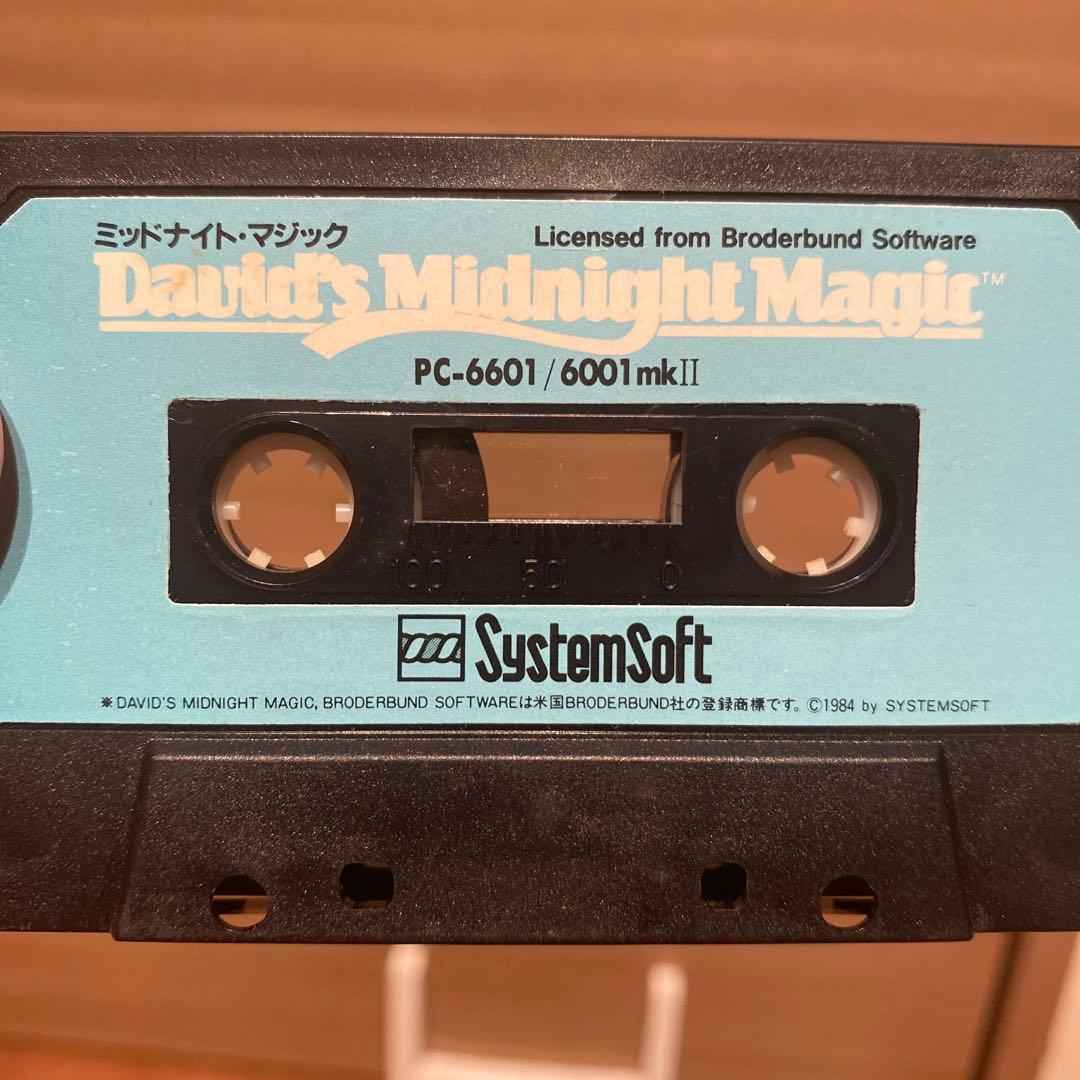 ミッドナイト・マジック
Licensed from Broderbund Software
David's Midnight Magic™
PC-6601/6001mkII
100 50 0
SystemSoft
※DAVID'S MIDNIGHT MAGIC, BRODERBUND SOFTWAREは米国BRODERBUND社の登録商標です。©1984 by SYSTEMSOFT